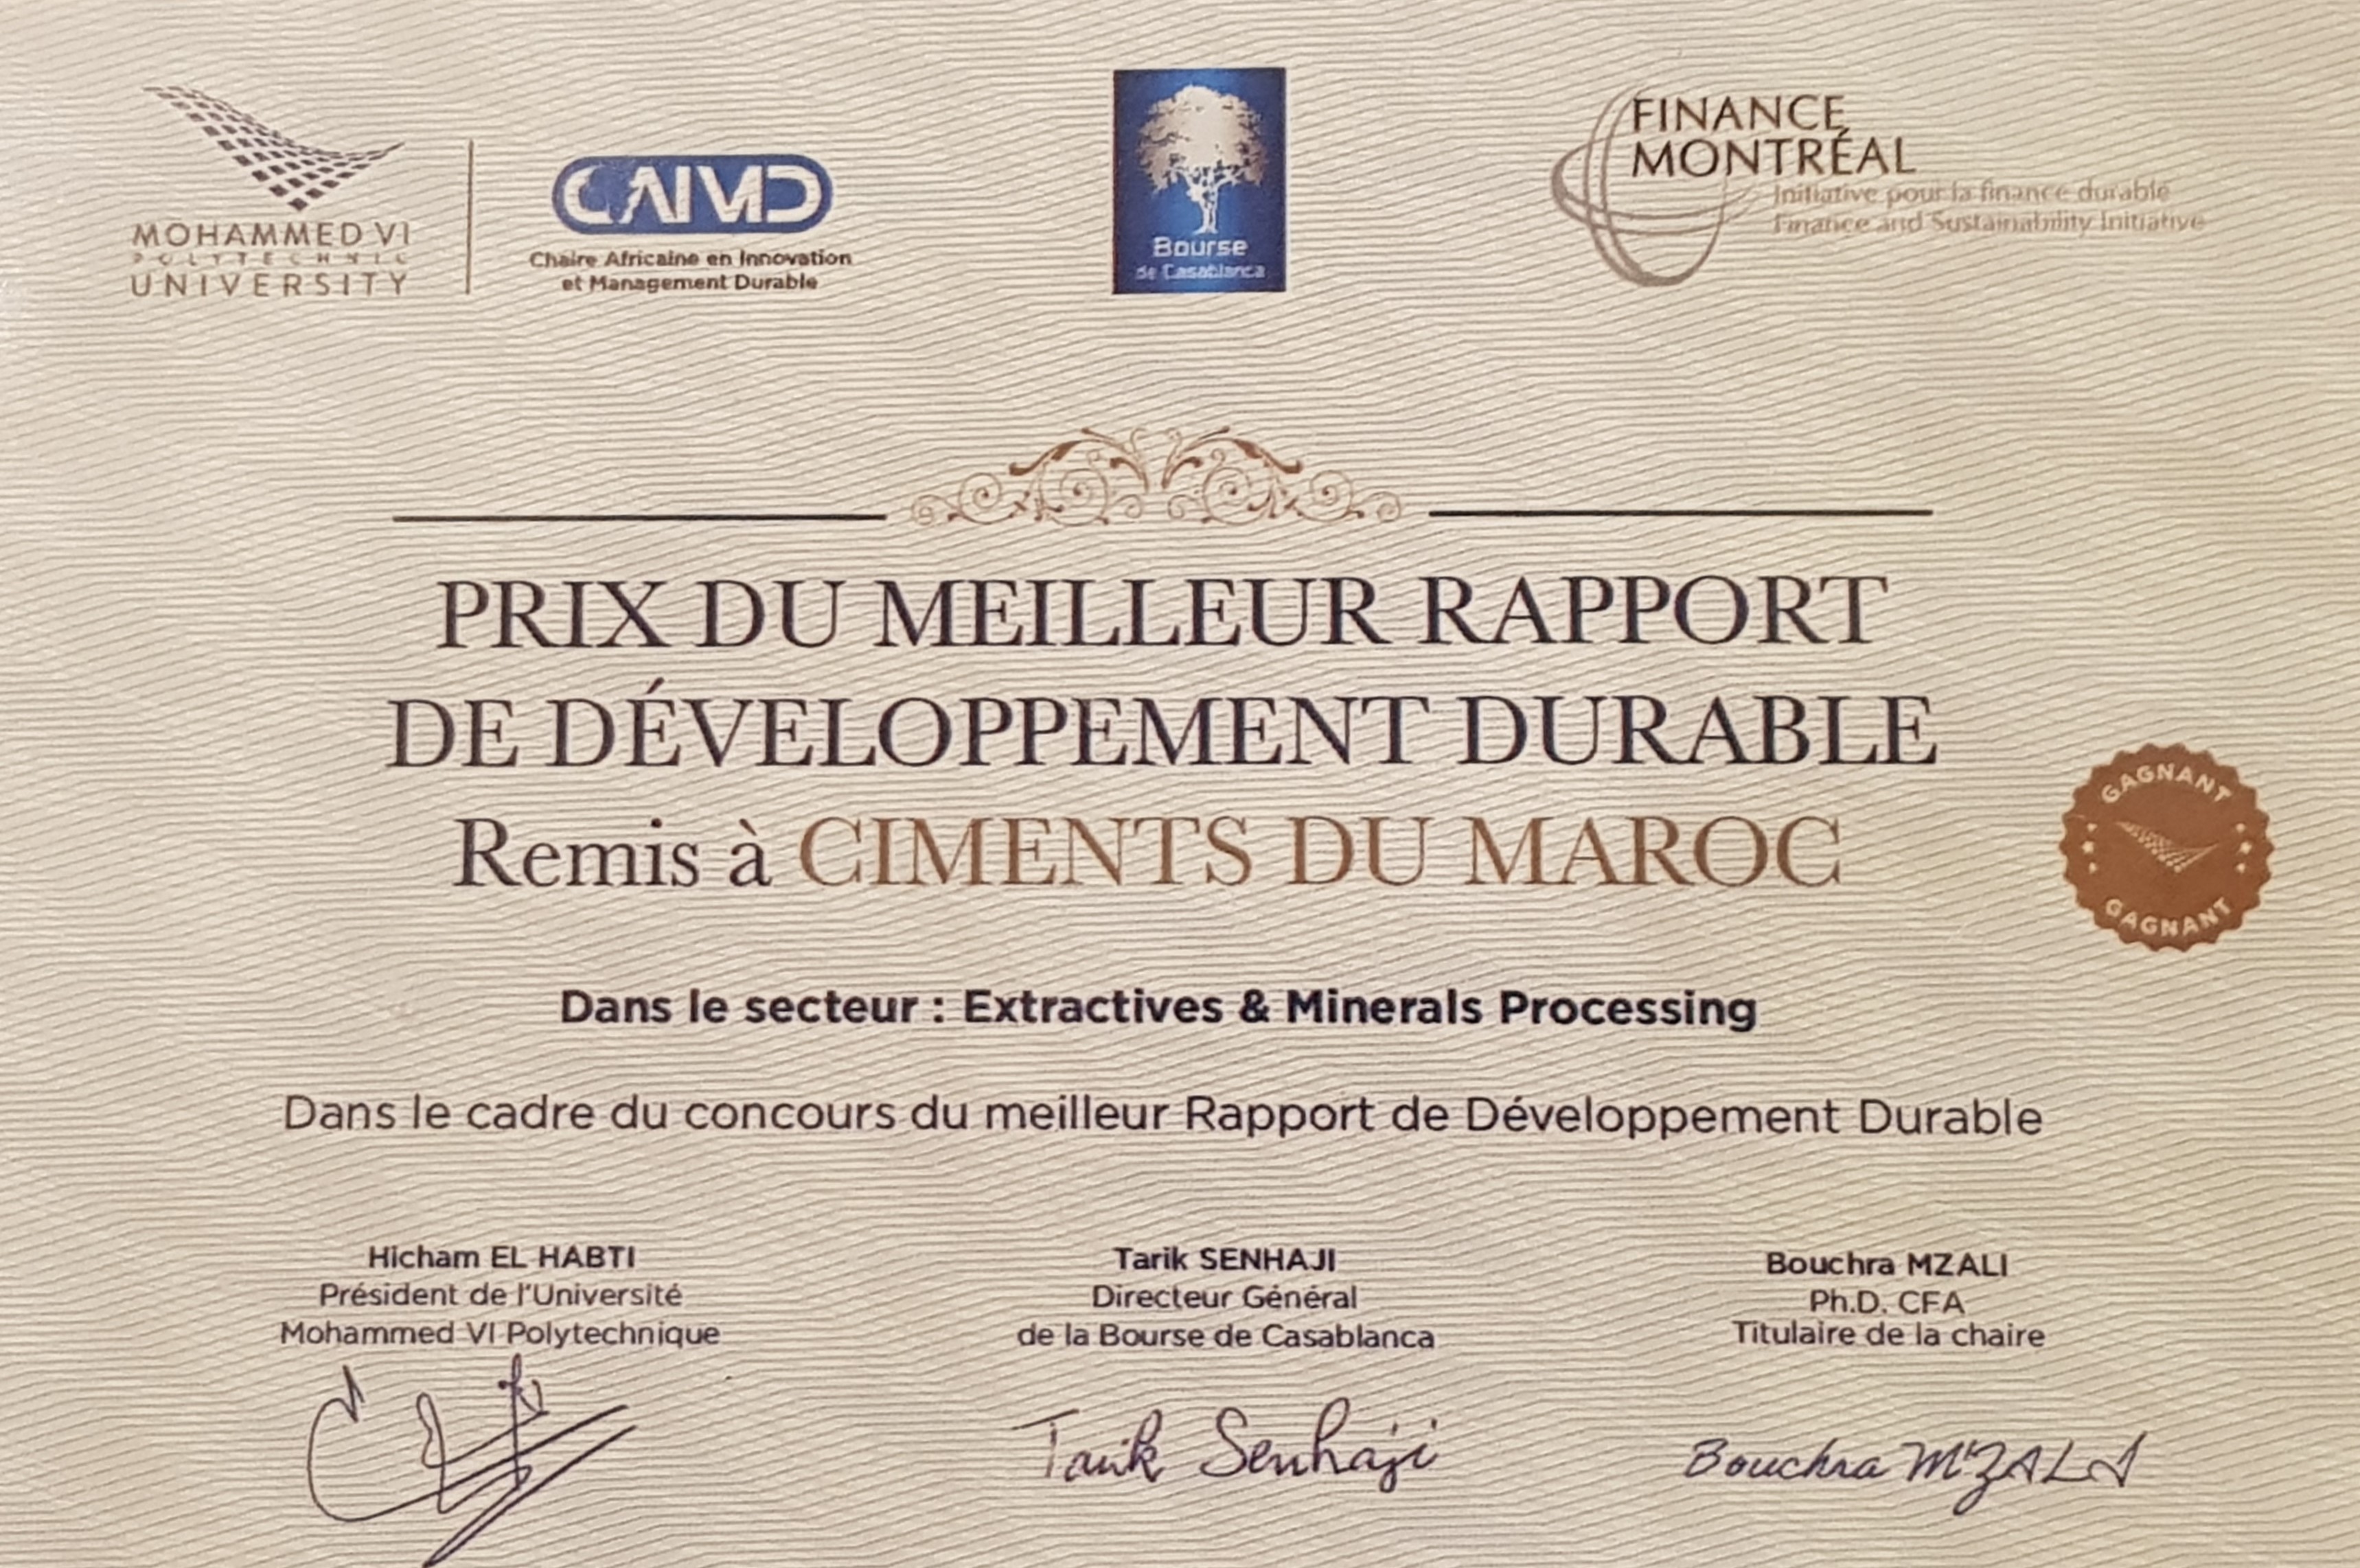 MOHAMMED VI
POLYTECHNIC
UNIVERSITY
CAIMD
Chaire Africaine en Innovation
et Management Durable
Bourse
de Casablanca
FINANCE
MONTRÉAL
Initiative pour la finance durable
Finance and Sustainability Initiative
PRIX DU MEILLEUR RAPPORT
DE DÉVELOPPEMENT DURABLE
Remis à CIMENTS DU MAROC
GAGNANT
GAGNANT
Dans le secteur : Extractives & Minerals Processing
Dans le cadre du concours du meilleur Rapport de Développement Durable
Hicham EL HABTI
Président de l'Université
Mohammed VI Polytechnique
Tarik SENHAJI
Directeur Général
de la Bourse de Casablanca
Tarik Senhaji
Bouchra MZALI
Ph.D. CFA
Titulaire de la chaire
Bouchra M'ZALI